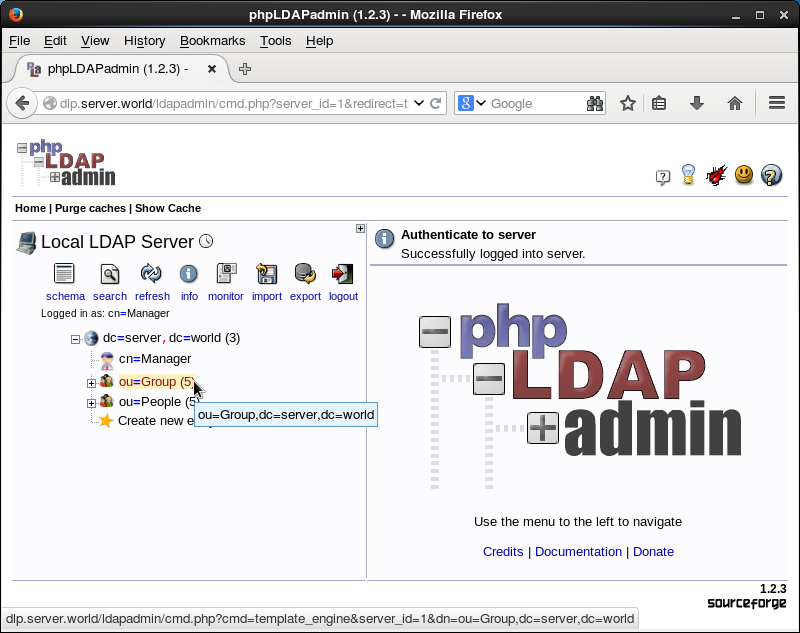 phpLDAPadmin (1.2.3) - - Mozilla Firefox
File Edit View History Bookmarks Tools Help
phpLDAPadmin (1.2.3) -
dlp.server.world/ldapadmin/cmd.php?server_id=1&redirect=t
Google
php
LDAP
admin
Home | Purge caches | Show Cache
Local LDAP Server
schema search refresh info monitor import export logout
Logged in as: cn=Manager
dc=server,dc=world (3)
cn=Manager
ou=Group (5)
ou=People (5)
Create new e
ou=Group,dc=server,dc=world
Authenticate to server
Successfully logged into server.
php
LDAP
admin
Use the menu to the left to navigate
Credits | Documentation | Donate
1.2.3
sourceforge
dlp.server.world/ldapadmin/cmd.php?cmd=template_engine&server_id=1&dn=ou=Group,dc=server,dc=world